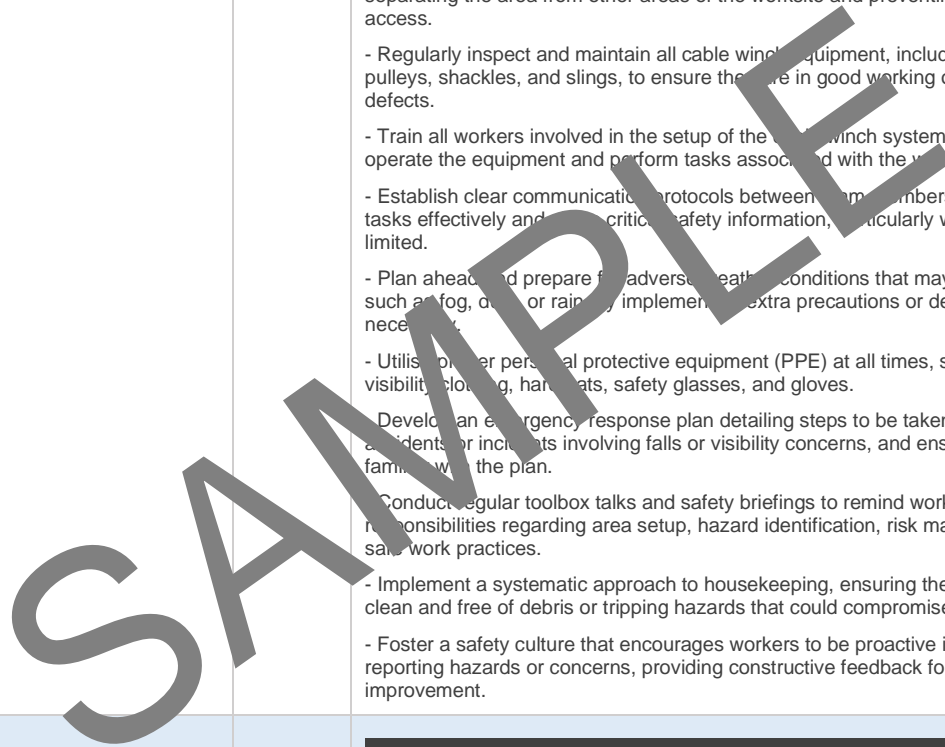 access.
- Regularly inspect and maintain all cable winch equipment, includ
pulleys, shackles, and slings, to ensure they are in good working
defects.
- Train all workers involved in the setup of the winch system
operate the equipment and perform tasks associated with the
- Establish clear communication protocols between
tasks effectively and critical safety information, particularly
limited.
- Plan ahead and prepare for adverse weather conditions that may
such as fog, or rain, by implementing extra precautions or de
necessary.
- Utilise proper personal protective equipment (PPE) at all times, s
visibility clothing, hard hats, safety glasses, and gloves.
- Develop an emergency response plan detailing steps to be taken
accidents or incidents involving falls or visibility concerns, and ens
familiar with the plan.
- Conduct regular toolbox talks and safety briefings to remind work
responsibilities regarding area setup, hazard identification, risk ma
safe work practices.
- Implement a systematic approach to housekeeping, ensuring the
clean and free of debris or tripping hazards that could compromise
- Foster a safety culture that encourages workers to be proactive i
reporting hazards or concerns, providing constructive feedback fo
improvement.
SAMPLE